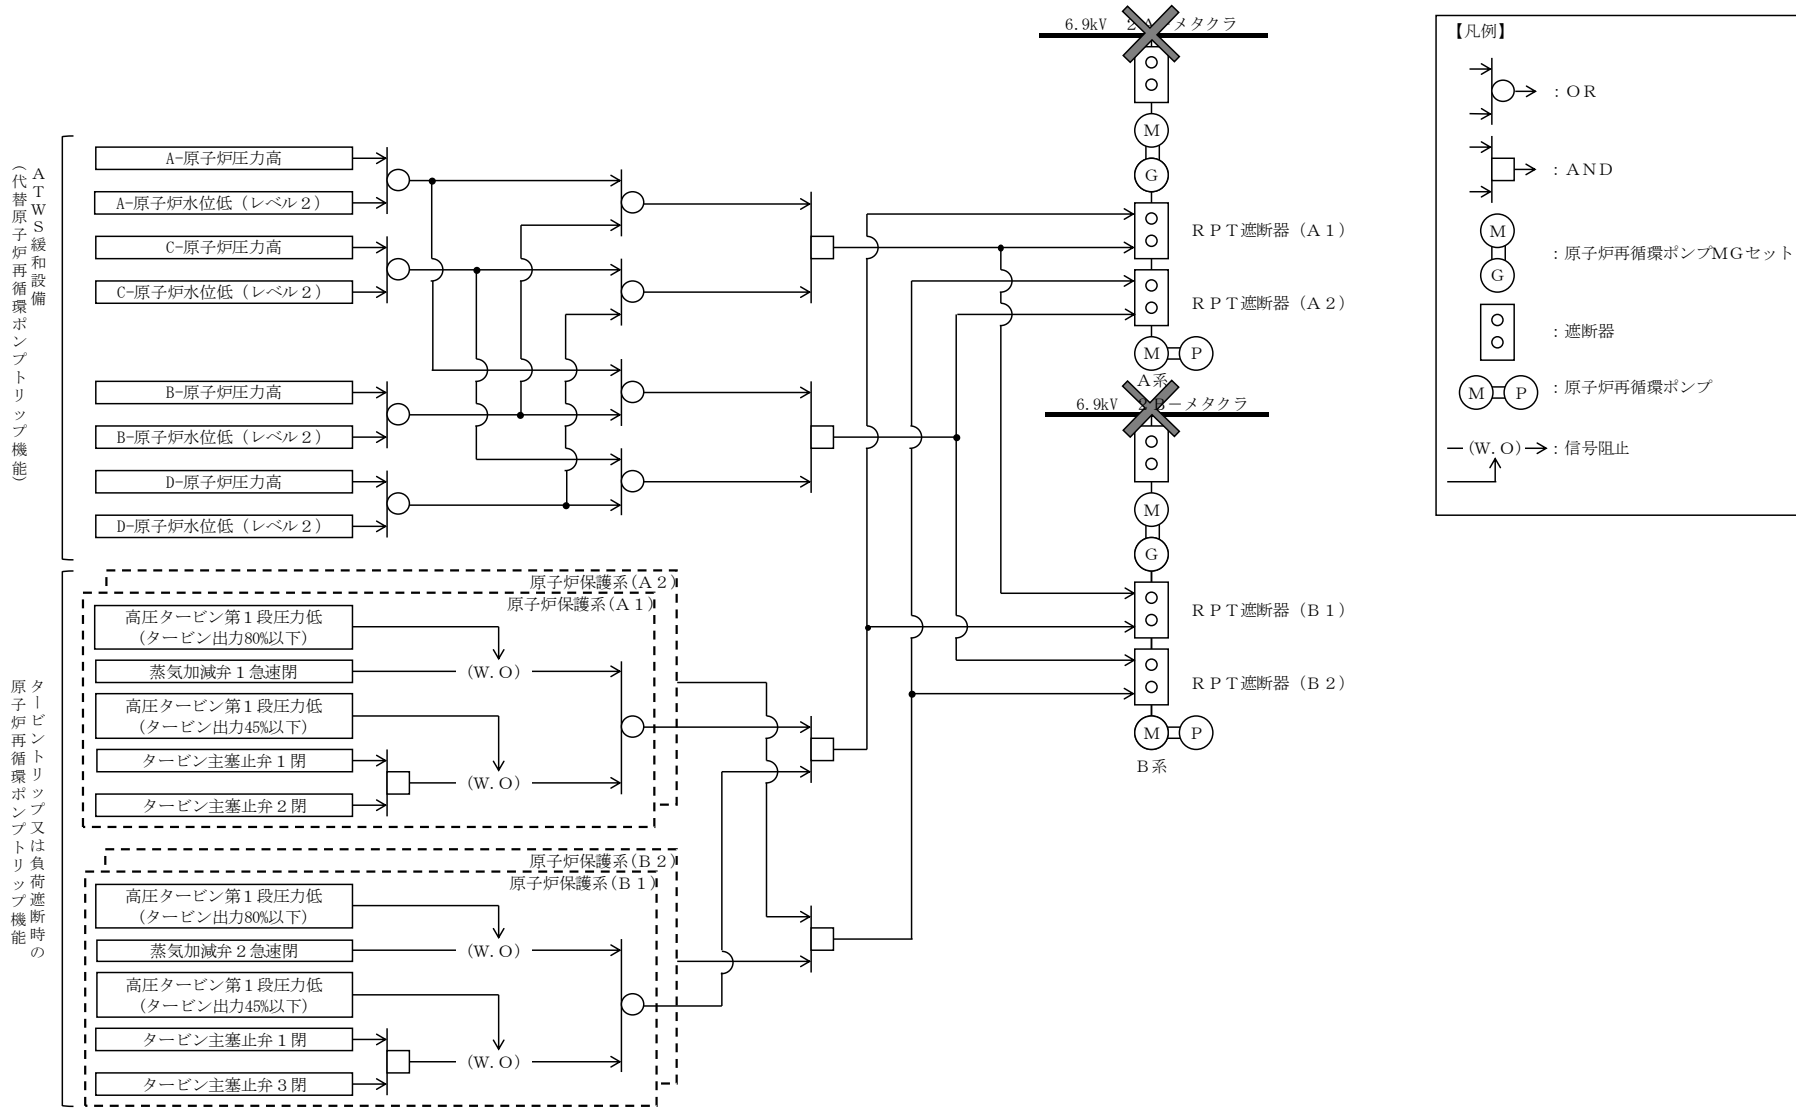 ATWS緩和設備
（代替原子炉再循環ポンプトリップ機能）
A-原子炉圧力高
A-原子炉水位低（レベル２）
C-原子炉圧力高
C-原子炉水位低（レベル２）
B-原子炉圧力高
B-原子炉水位低（レベル２）
D-原子炉圧力高
D-原子炉水位低（レベル２）
タービントリップ又は負荷遮断時の
原子炉再循環ポンプトリップ機能
原子炉保護系(A２)
原子炉保護系(A１)
高圧タービン第１段圧力低
(タービン出力80%以下)
蒸気加減弁１急速閉
(W.O)
高圧タービン第１段圧力低
(タービン出力45%以下)
タービン主塞止弁１閉
(W.O)
タービン主塞止弁２閉
原子炉保護系(B２)
原子炉保護系(B１)
高圧タービン第１段圧力低
(タービン出力80%以下)
蒸気加減弁２急速閉
(W.O)
高圧タービン第１段圧力低
(タービン出力45%以下)
タービン主塞止弁１閉
(W.O)
タービン主塞止弁３閉
6.9kV 2A－メタクラ
M
G
RPT遮断器（A１）
RPT遮断器（A２）
M P
A系
6.9kV 2B－メタクラ
M
G
RPT遮断器（B１）
RPT遮断器（B２）
M P
B系
【凡例】
：OR
：AND
M
G
：原子炉再循環ポンプMGセット
：遮断器
M P ：原子炉再循環ポンプ
(W.O) ：信号阻止